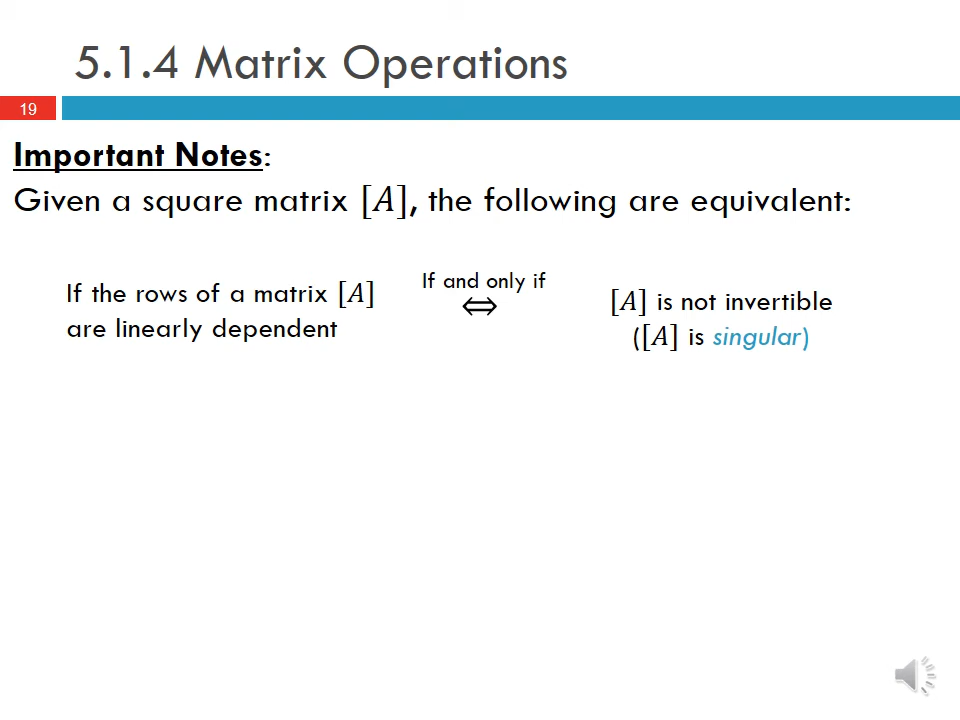 5.1.4 Matrix Operations
19
Important Notes:
Given a square matrix [A], the following are equivalent:
If the rows of a matrix [A]
are linearly dependent
If and only if
⇔
[A] is not invertible
([A] is singular)